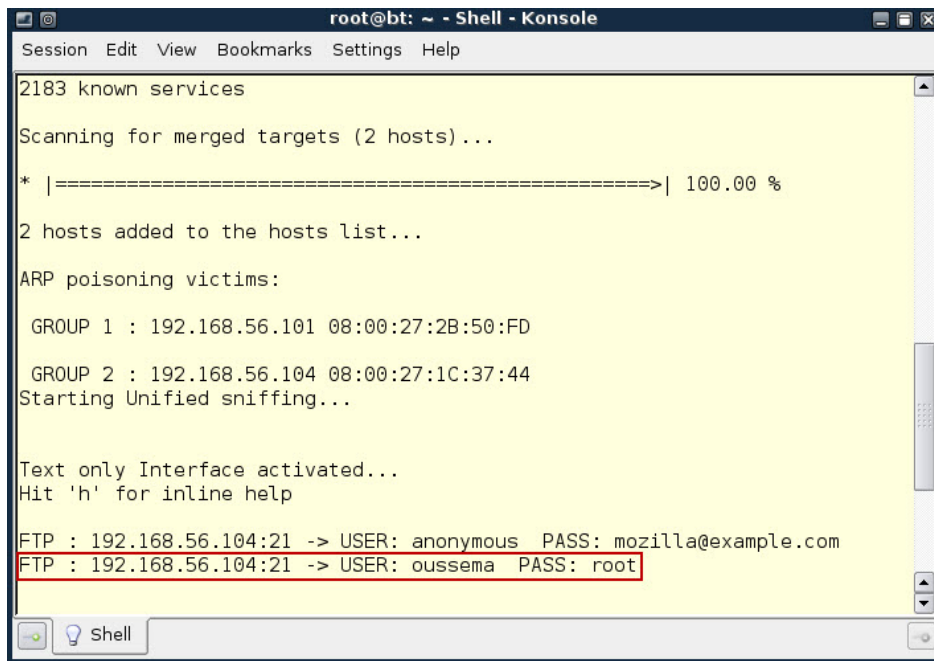 root@bt: ~ - Shell - Konsole
Session Edit View Bookmarks Settings Help
2183 known services
Scanning for merged targets (2 hosts)...
* |==================================================>| 100.00 %
2 hosts added to the hosts list...
ARP poisoning victims:
GROUP 1 : 192.168.56.101 08:00:27:2B:50:FD
GROUP 2 : 192.168.56.104 08:00:27:1C:37:44
Starting Unified sniffing...
Text only Interface activated...
Hit 'h' for inline help
FTP : 192.168.56.104:21 -> USER: anonymous PASS: mozilla@example.com
FTP : 192.168.56.104:21 -> USER: oussema PASS: root
Shell